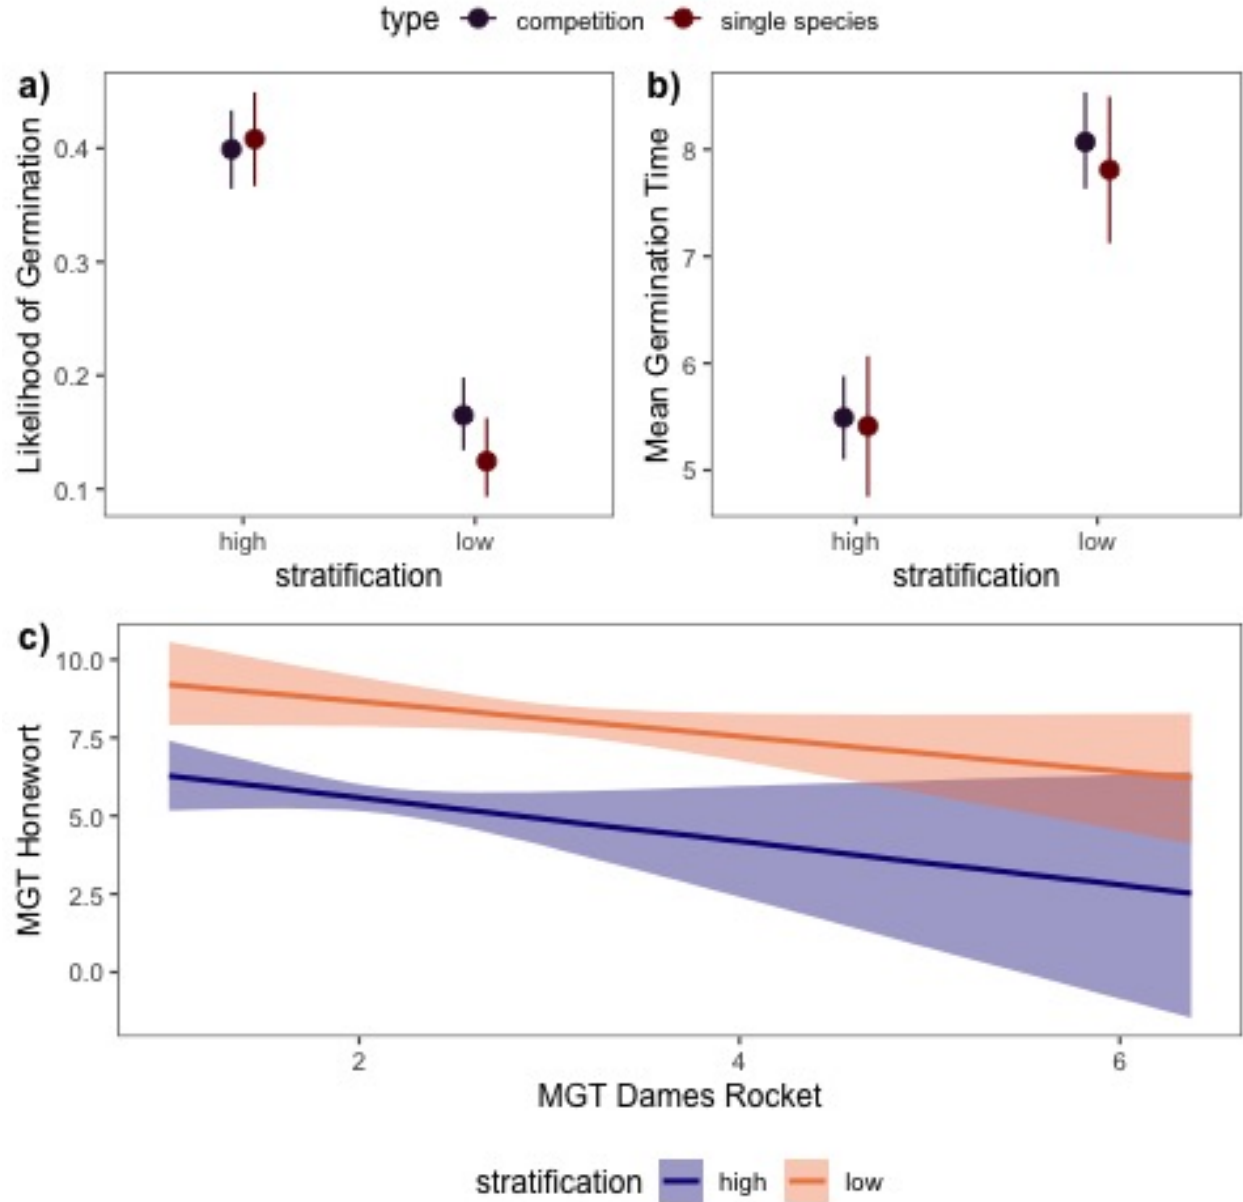 type competition single species
a)
Likelihood of Germination
0.4
0.3
0.2
0.1
high low
stratification
b)
Mean Germination Time
8
7
6
5
high low
stratification
c)
MGT Honewort
10.0
7.5
5.0
2.5
0.0
2 4 6
MGT Dames Rocket
stratification high low